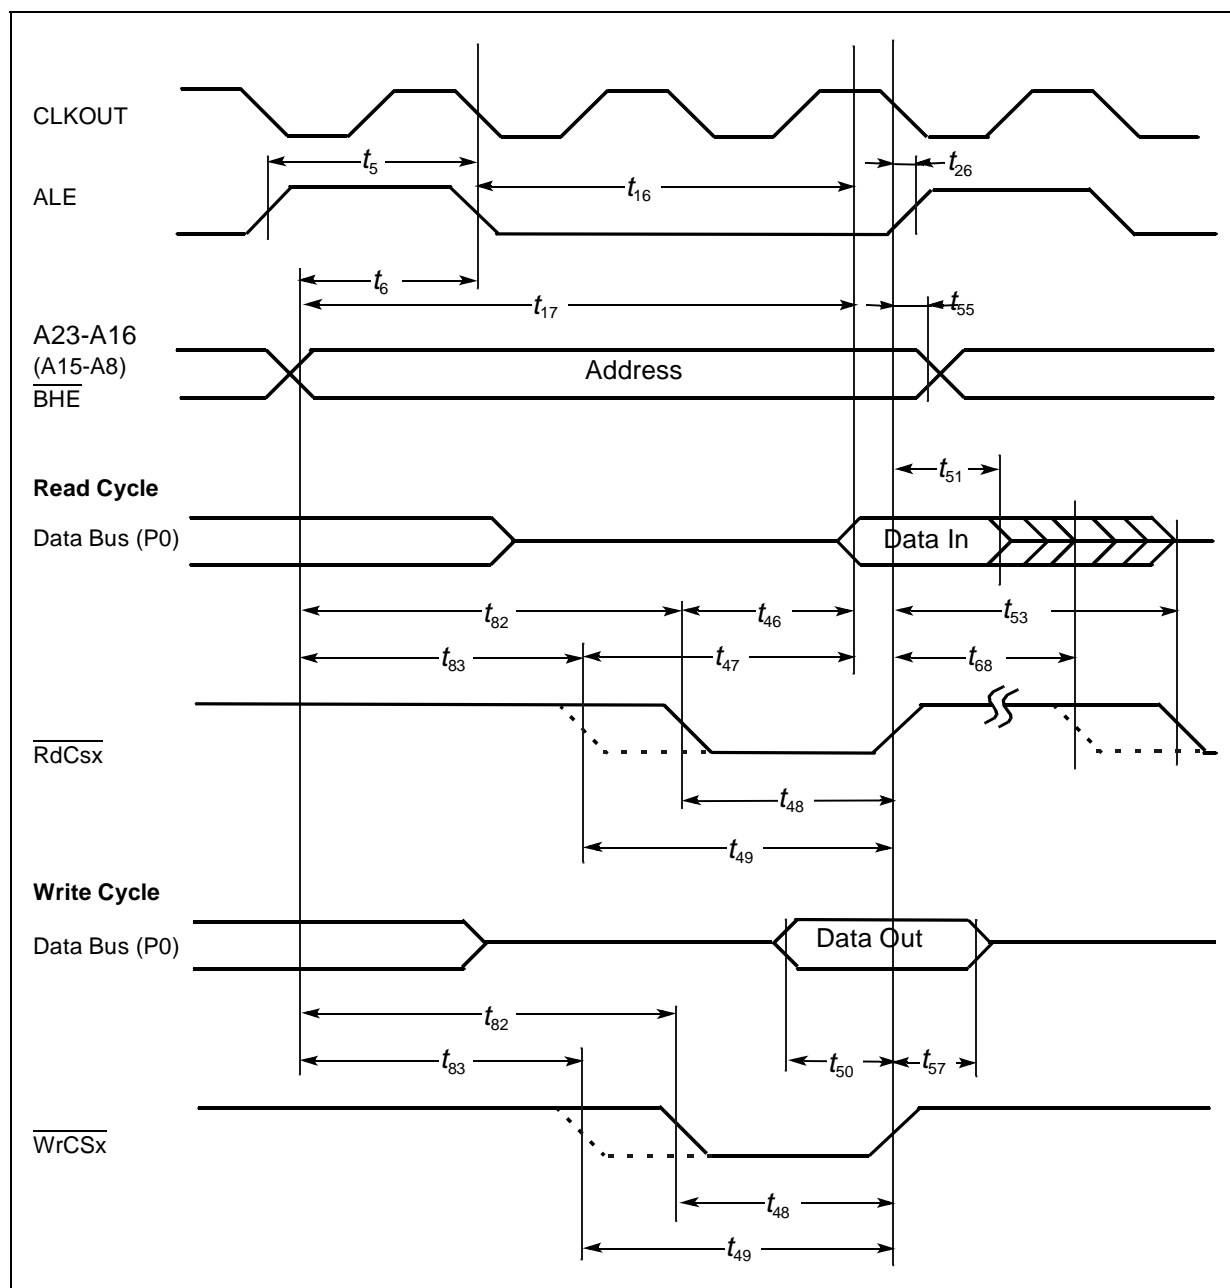 CLKOUT
t5
t26
ALE
t16
t6
t17
t55
A23-A16
(A15-A8)
BHE
Address
t51
Read Cycle
Data Bus (P0)
Data In
t82
t46
t53
t83
t47
t68
RdCsx
t48
t49
Write Cycle
Data Bus (P0)
Data Out
t82
t83
t50
t57
WrCSx
t48
t49